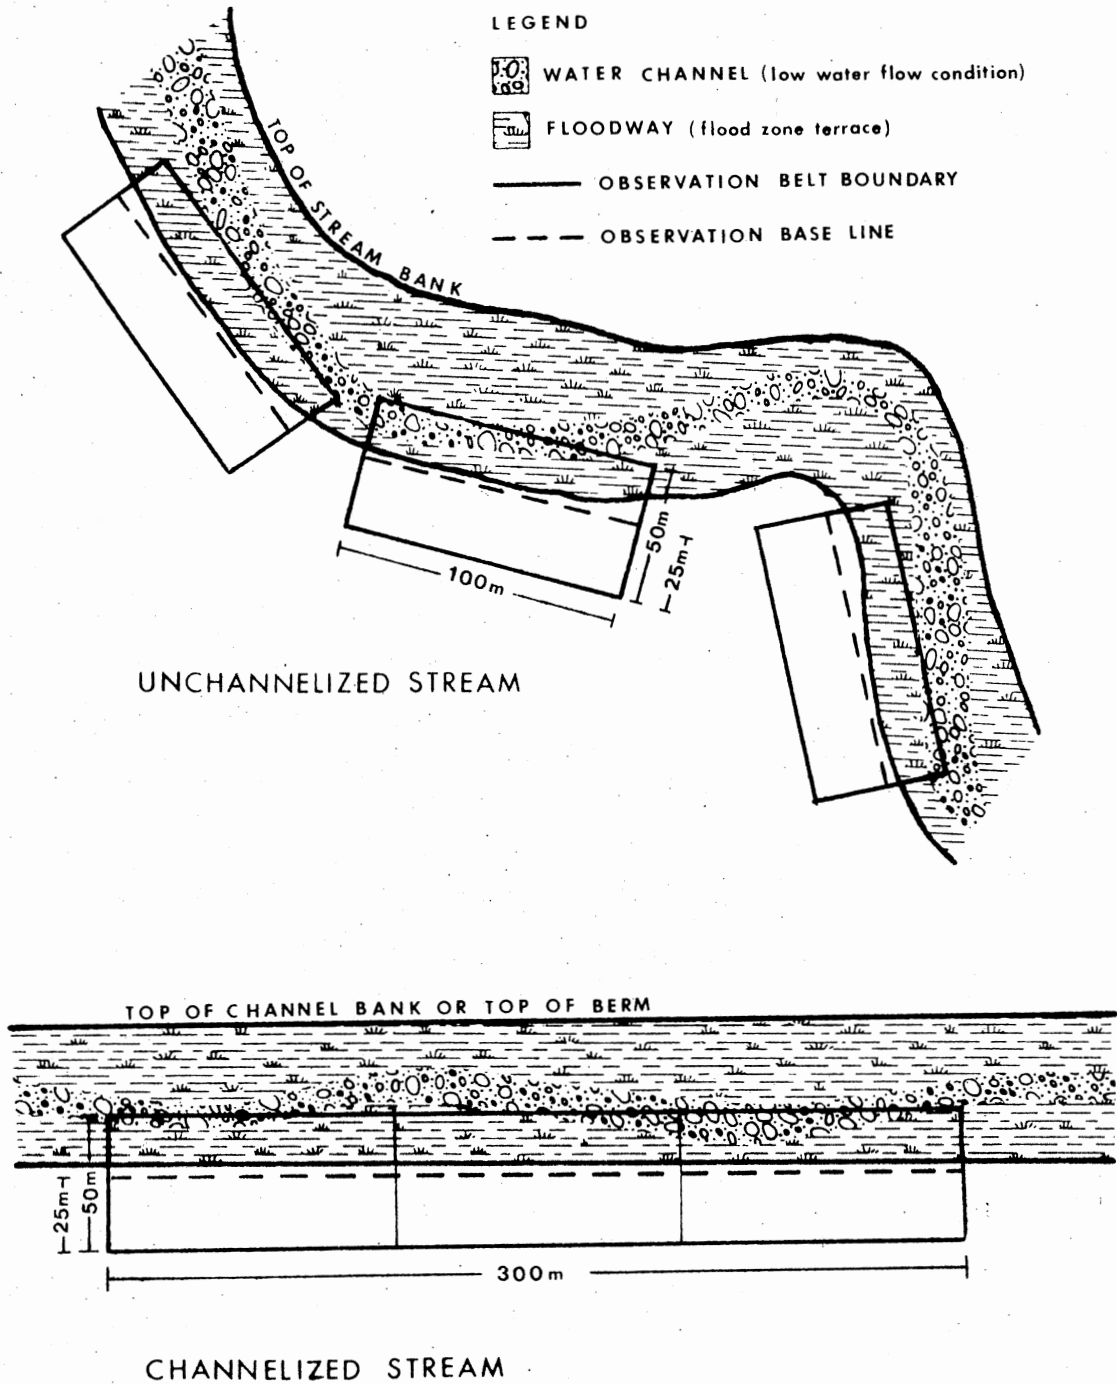 LEGEND
WATER CHANNEL (low water flow condition)
FLOODWAY (flood zone terrace)
OBSERVATION BELT BOUNDARY
OBSERVATION BASE LINE
TOP OF STREAM BANK
50m
25m
100m
UNCHANNELIZED STREAM
TOP OF CHANNEL BANK OR TOP OF BERM
25m
50m
300m
CHANNELIZED STREAM